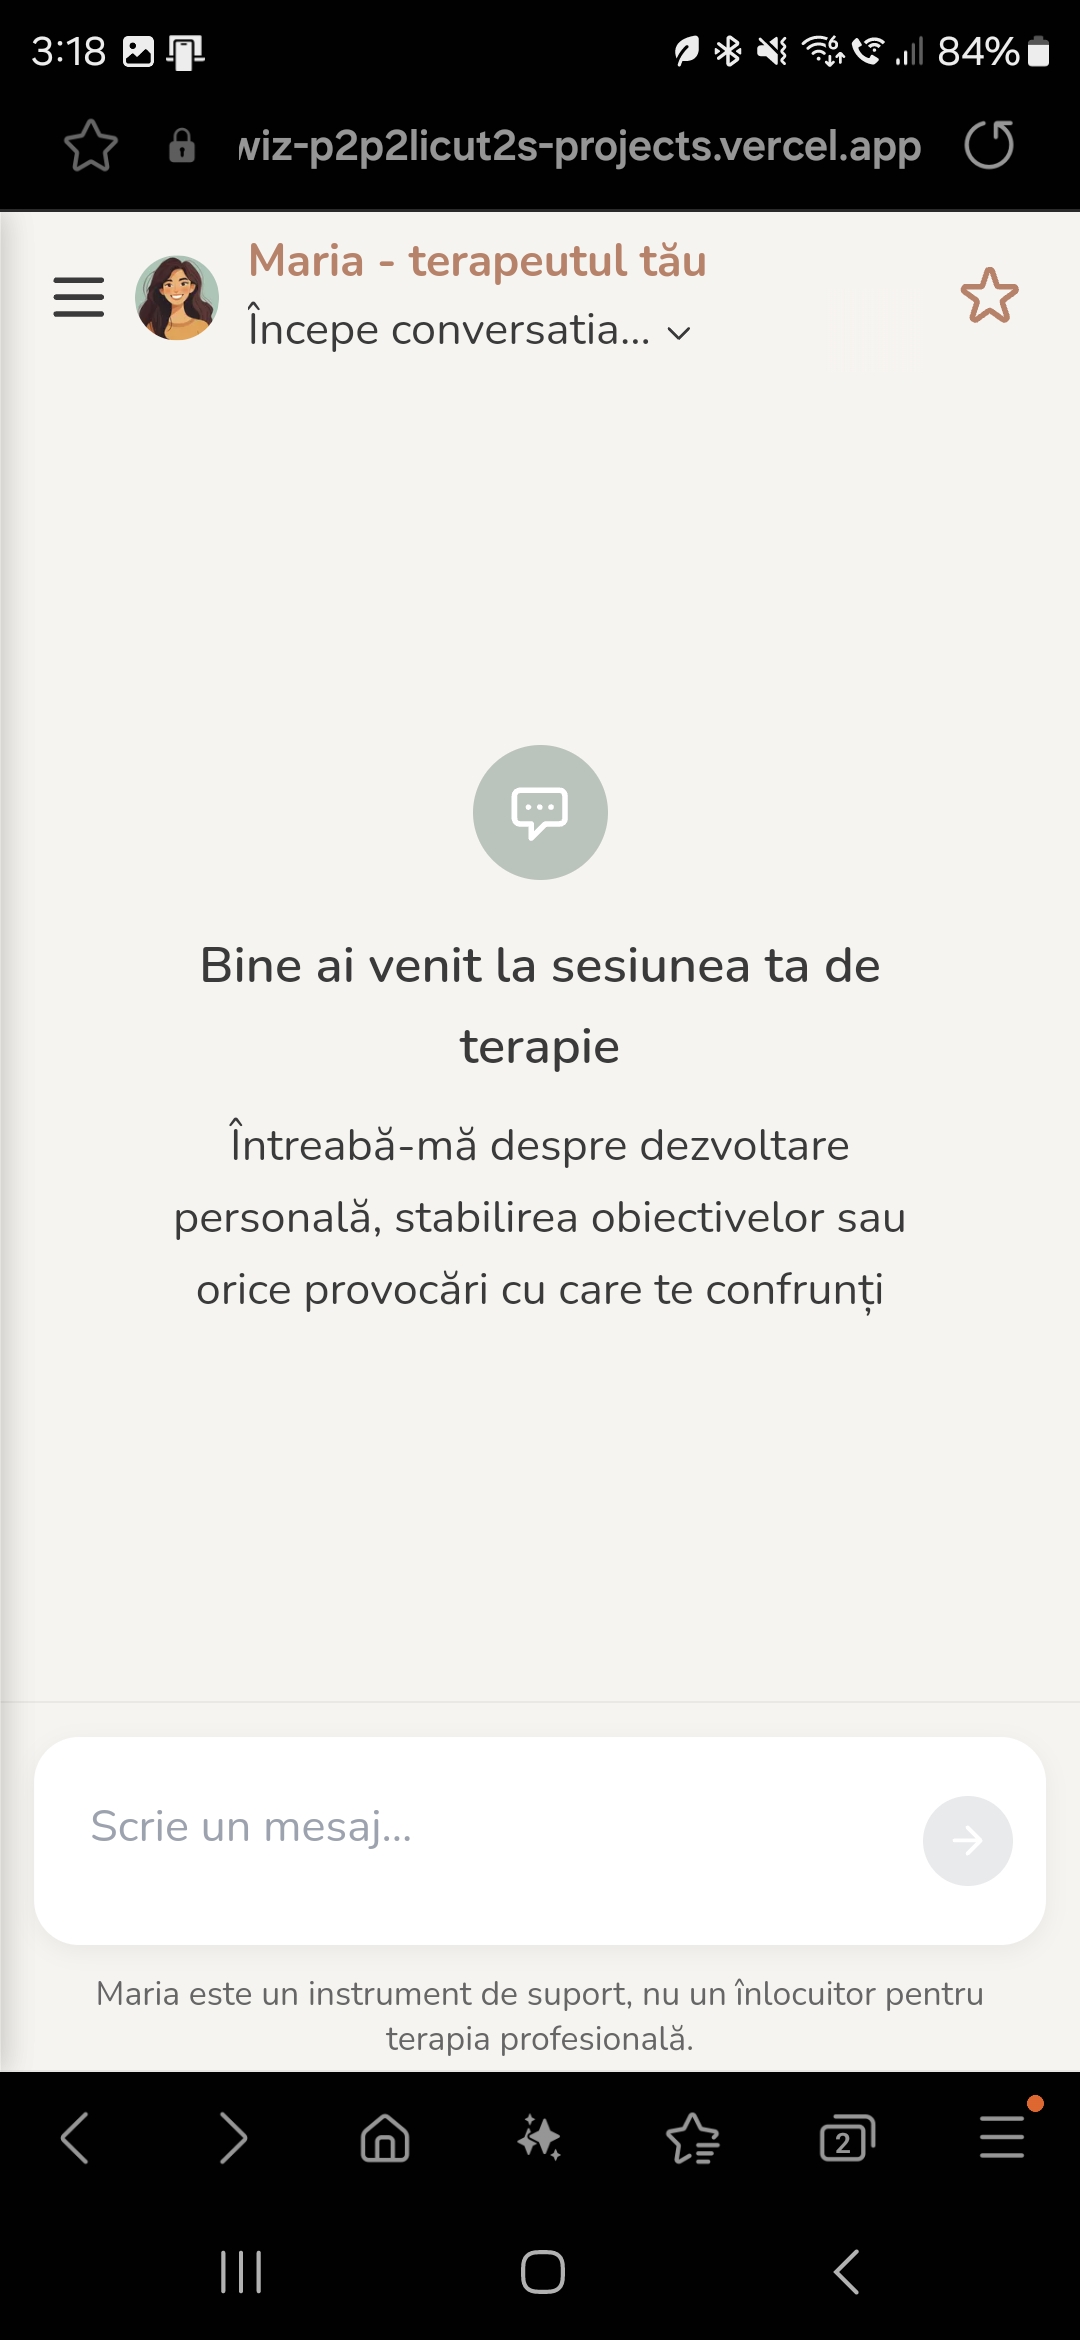 3:18
84%
wiz-p2p2licut2s-projects.vercel.app
Maria - terapeutul tău
Începe conversatia...
Bine ai venit la sesiunea ta de
terapie
Întreabă-mă despre dezvoltare
personală, stabilirea obiectivelor sau
orice provocări cu care te confrunți
Scrie un mesaj...
Maria este un instrument de suport, nu un înlocuitor pentru
terapia profesională.
2